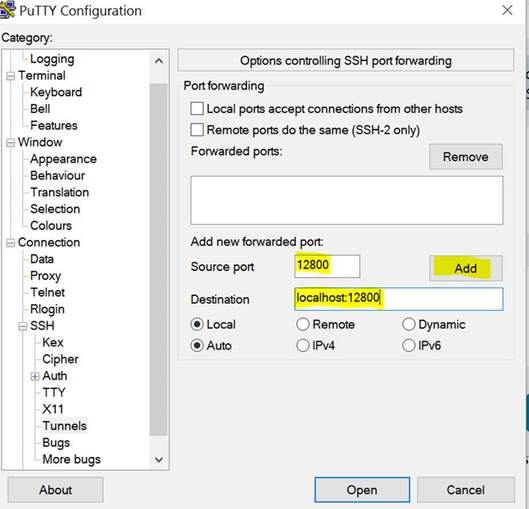 PuTTY Configuration
Category:
Logging
Terminal
Keyboard
Bell
Features
Window
Appearance
Behaviour
Translation
Selection
Colours
Connection
Data
Proxy
Telnet
Rlogin
SSH
Kex
Cipher
Auth
TTY
X11
Tunnels
Bugs
More bugs
Options controlling SSH port forwarding
Port forwarding
Local ports accept connections from other hosts
Remote ports do the same (SSH-2 only)
Forwarded ports:
Remove
Add new forwarded port:
Source port 12800 Add
Destination localhost:12800
Local Remote Dynamic
Auto IPv4 IPv6
About Open Cancel